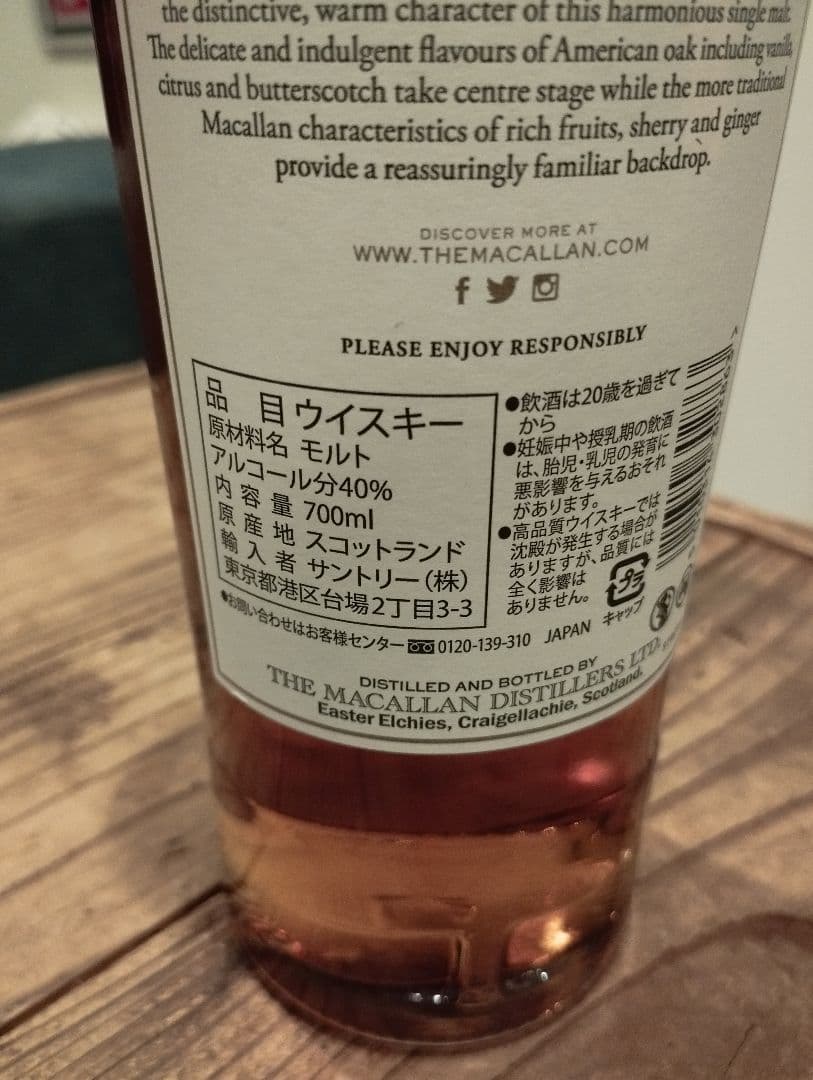 the distinctive, warm character of this harmonious single malt.
The delicate and indulgent flavours of American oak including vanilla,
citrus and butterscotch take centre stage while the more traditional
Macallan characteristics of rich fruits, sherry and ginger
provide a reassuringly familiar backdrop.
DISCOVER MORE AT
WWW.THEMACALLAN.COM
PLEASE ENJOY RESPONSIBLY
品 目 ウイスキー
原材料名 モルト
アルコール分40%
内容量 700ml
原産地 スコットランド
輸入者 サントリー(株)
東京都港区台場2丁目3-3
●飲酒は20歳を過ぎて
から
●妊娠中や授乳期の飲酒
は、胎児・乳児の発育に
悪影響を与えるおそれ
があります。
●高品質ウイスキーでは
沈殿が発生する場合が
ありますが、品質には
全く影響は
ありません。
プラ
キャップ
●お問い合わせはお客様センター 0120-139-310 JAPAN
DISTILLED AND BOTTLED BY
THE MACALLAN DISTILLERS LTD.
Easter Elchies, Craigellachie, Scotland.